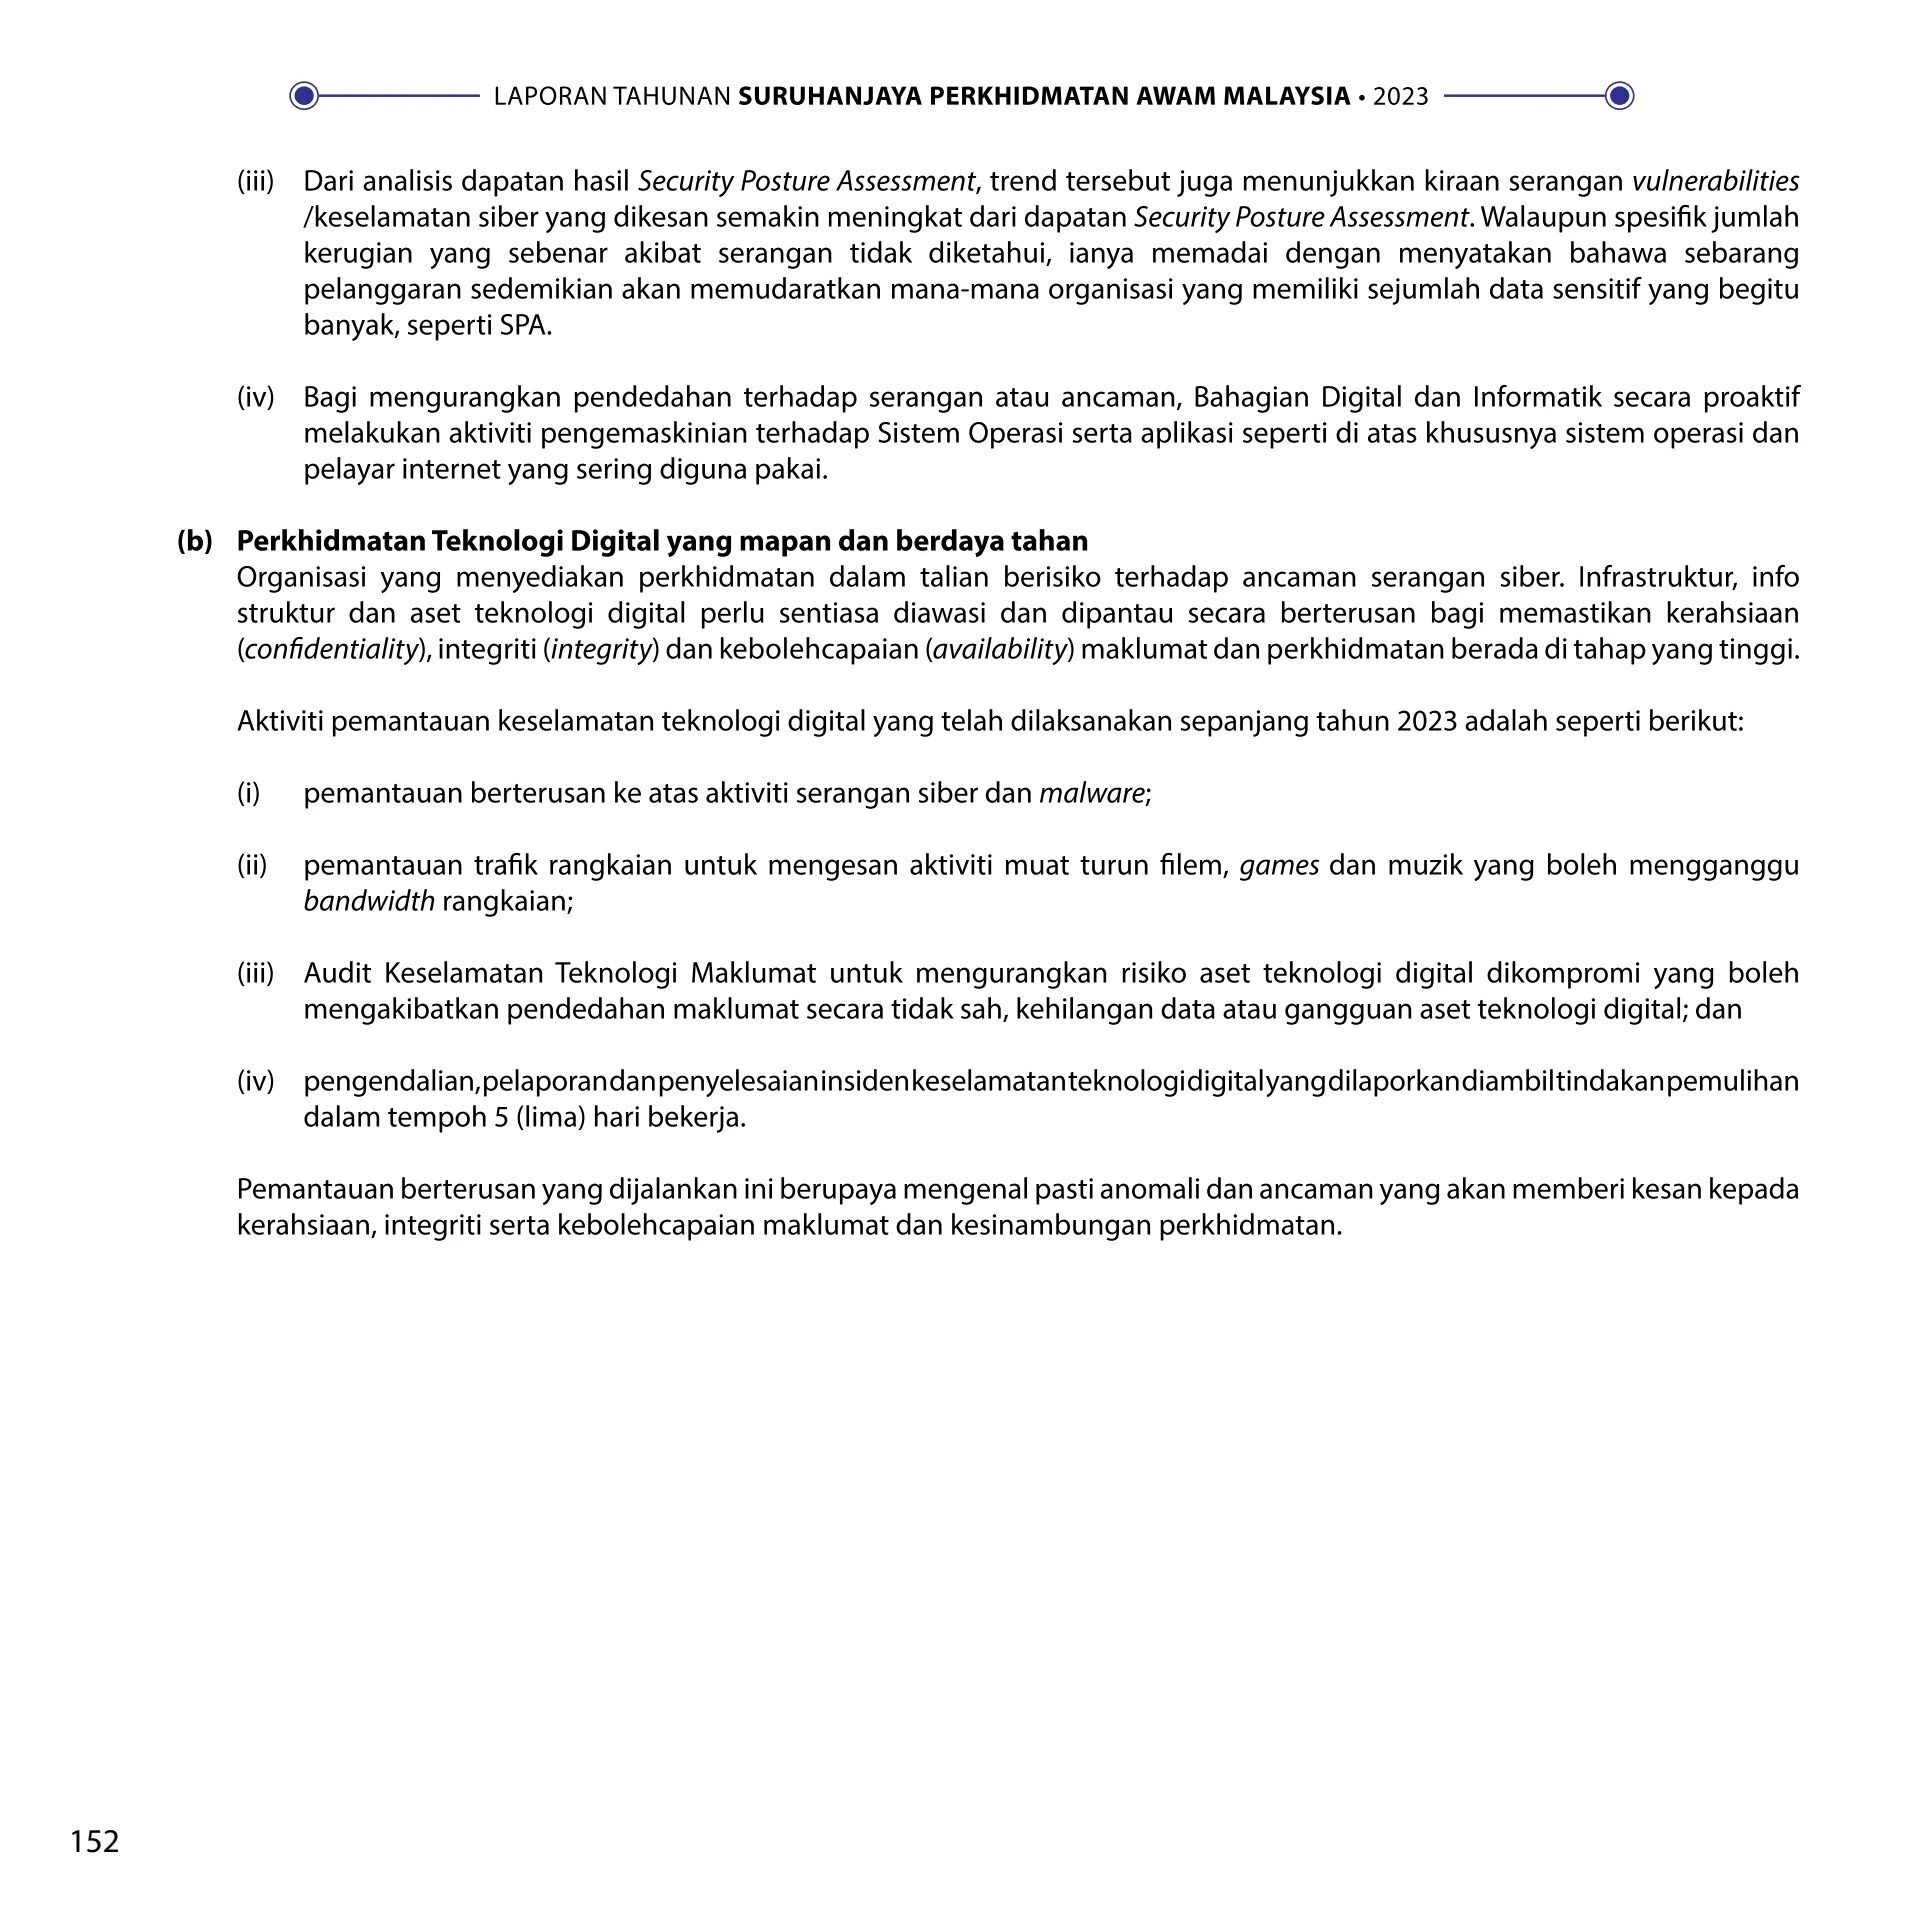 LAPORAN TAHUNAN SURUHANJAYA PERKHIDMATAN AWAM MALAYSIA • 2023
(iii) Dari analisis dapatan hasil Security Posture Assessment, trend tersebut juga menunjukkan kiraan serangan vulnerabilities
/keselamatan siber yang dikesan semakin meningkat dari dapatan Security Posture Assessment. Walaupun spesifik jumlah
kerugian yang sebenar akibat serangan tidak diketahui, ianya memadai dengan menyatakan bahawa sebarang
pelanggaran sedemikian akan memudaratkan mana-mana organisasi yang memiliki sejumlah data sensitif yang begitu
banyak, seperti SPA.
(iv) Bagi mengurangkan pendedahan terhadap serangan atau ancaman, Bahagian Digital dan Informatik secara proaktif
melakukan aktiviti pengemaskinian terhadap Sistem Operasi serta aplikasi seperti di atas khususnya sistem operasi dan
pelayar internet yang sering diguna pakai.
(b) Perkhidmatan Teknologi Digital yang mapan dan berdaya tahan
Organisasi yang menyediakan perkhidmatan dalam talian berisiko terhadap ancaman serangan siber. Infrastruktur, info
struktur dan aset teknologi digital perlu sentiasa diawasi dan dipantau secara berterusan bagi memastikan kerahsiaan
(confidentiality), integriti (integrity) dan kebolehcapaian (availability) maklumat dan perkhidmatan berada di tahap yang tinggi.
Aktiviti pemantauan keselamatan teknologi digital yang telah dilaksanakan sepanjang tahun 2023 adalah seperti berikut:
(i) pemantauan berterusan ke atas aktiviti serangan siber dan malware;
(ii) pemantauan trafik rangkaian untuk mengesan aktiviti muat turun filem, games dan muzik yang boleh mengganggu
bandwidth rangkaian;
(iii) Audit Keselamatan Teknologi Maklumat untuk mengurangkan risiko aset teknologi digital dikompromi yang boleh
mengakibatkan pendedahan maklumat secara tidak sah, kehilangan data atau gangguan aset teknologi digital; dan
(iv) pengendalian, pelaporan dan penyelesaian insiden keselamatan teknologi digital yang dilaporkan diambil tindakan pemulihan
dalam tempoh 5 (lima) hari bekerja.
Pemantauan berterusan yang dijalankan ini berupaya mengenal pasti anomali dan ancaman yang akan memberi kesan kepada
kerahsiaan, integriti serta kebolehcapaian maklumat dan kesinambungan perkhidmatan.
152